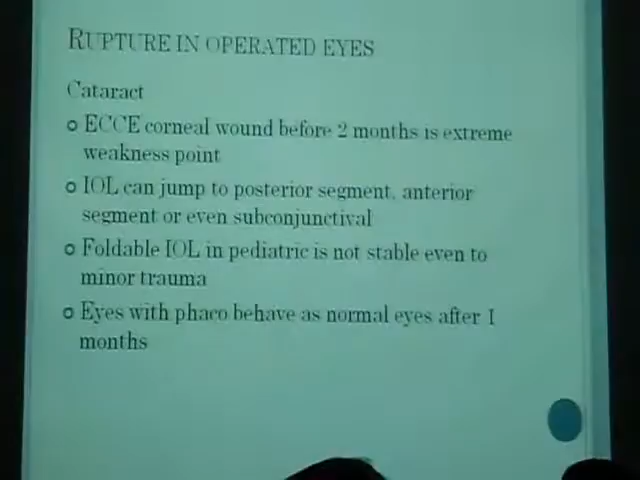 RUPTURE IN OPERATED EYES
Cataract
ECCE corneal wound before 2 months is extreme
weakness point
IOL can jump to posterior segment, anterior
segment or even subconjunctival
Foldable IOL in pediatric is not stable even to
minor trauma
Eyes with phaco behave as normal eyes after 1
months